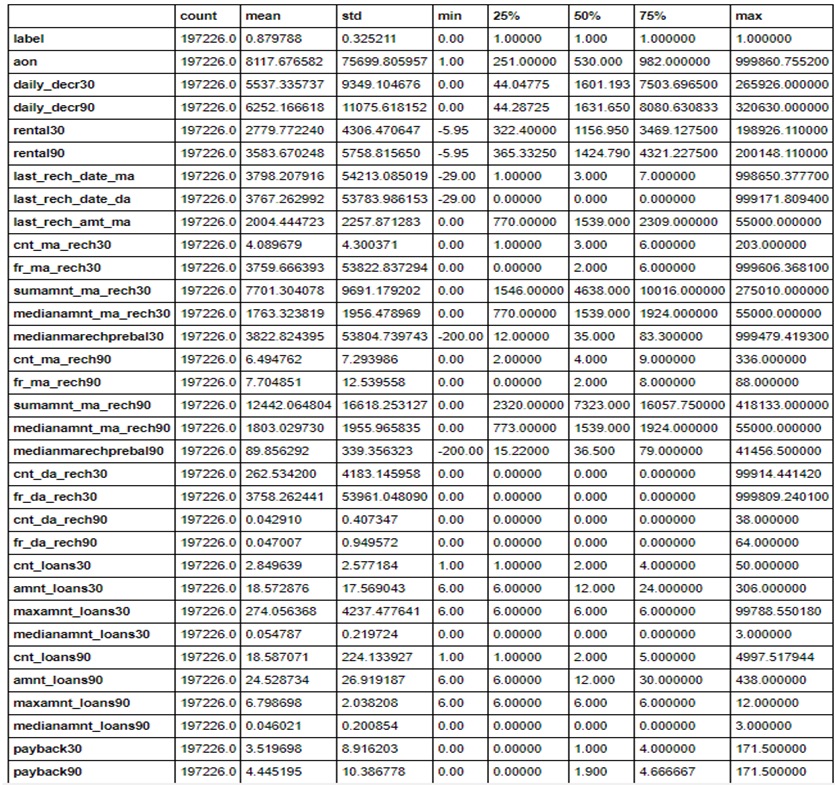 count mean std min 25% 50% 75% max
label 197226.0 0.879788 0.325211 0.00 1.00000 1.000 1.000000 1.000000
aon 197226.0 8117.676582 75699.805957 1.00 251.00000 530.000 982.000000 999860.755200
daily_decr30 197226.0 5537.335737 9349.104676 0.00 44.04775 1601.193 7503.696500 265926.000000
daily_decr90 197226.0 6252.166618 11075.618152 0.00 44.28725 1631.650 8080.630833 320630.000000
rental30 197226.0 2779.772240 4306.470647 -5.95 322.40000 1156.950 3469.127500 198926.110000
rental90 197226.0 3583.670248 5758.815650 -5.95 365.33250 1424.790 4321.227500 200148.110000
last_rech_date_ma 197226.0 3798.207916 54213.085019 -29.00 1.00000 3.000 7.000000 998650.377700
last_rech_date_da 197226.0 3767.262992 53783.986153 -29.00 0.00000 0.000 0.000000 999171.809400
last_rech_amt_ma 197226.0 2004.444723 2257.871283 0.00 770.00000 1539.000 2309.000000 55000.000000
cnt_ma_rech30 197226.0 4.089679 4.300371 0.00 1.00000 3.000 6.000000 203.000000
fr_ma_rech30 197226.0 3759.666393 53822.837294 0.00 0.00000 2.000 6.000000 999606.368100
sumamnt_ma_rech30 197226.0 7701.304078 9691.179202 0.00 1546.00000 4638.000 10016.000000 275010.000000
medianamnt_ma_rech30 197226.0 1763.323819 1956.478969 0.00 770.00000 1539.000 1924.000000 55000.000000
medianmarechprebal30 197226.0 3822.824395 53804.739743 -200.00 12.00000 35.000 83.300000 999479.419300
cnt_ma_rech90 197226.0 6.494762 7.293986 0.00 2.00000 4.000 9.000000 336.000000
fr_ma_rech90 197226.0 7.704851 12.539558 0.00 0.00000 2.000 8.000000 88.000000
sumamnt_ma_rech90 197226.0 12442.064804 16618.253127 0.00 2320.00000 7323.000 16057.750000 418133.000000
medianamnt_ma_rech90 197226.0 1803.029730 1955.965835 0.00 773.00000 1539.000 1924.000000 55000.000000
medianmarechprebal90 197226.0 89.856292 339.356323 -200.00 15.22000 36.500 79.000000 41456.500000
cnt_da_rech30 197226.0 262.534200 4183.145958 0.00 0.00000 0.000 0.000000 99914.441420
fr_da_rech30 197226.0 3758.262441 53961.048090 0.00 0.00000 0.000 0.000000 999809.240100
cnt_da_rech90 197226.0 0.042910 0.407347 0.00 0.00000 0.000 0.000000 38.000000
fr_da_rech90 197226.0 0.047007 0.949572 0.00 0.00000 0.000 0.000000 64.000000
cnt_loans30 197226.0 2.849639 2.577184 1.00 1.00000 2.000 4.000000 50.000000
amnt_loans30 197226.0 18.572876 17.569043 6.00 6.00000 12.000 24.000000 306.000000
maxamnt_loans30 197226.0 274.056368 4237.477641 6.00 6.00000 6.000 6.000000 99788.550180
medianamnt_loans30 197226.0 0.054787 0.219724 0.00 0.00000 0.000 0.000000 3.000000
cnt_loans90 197226.0 18.587071 224.133927 1.00 1.00000 2.000 5.000000 4997.517944
amnt_loans90 197226.0 24.528734 26.919187 6.00 6.00000 12.000 30.000000 438.000000
maxamnt_loans90 197226.0 6.798698 2.038208 6.00 6.00000 6.000 6.000000 12.000000
medianamnt_loans90 197226.0 0.046021 0.200854 0.00 0.00000 0.000 0.000000 3.000000
payback30 197226.0 3.519698 8.916203 0.00 0.00000 1.000 4.000000 171.500000
payback90 197226.0 4.445195 10.386778 0.00 0.00000 1.900 4.666667 171.500000